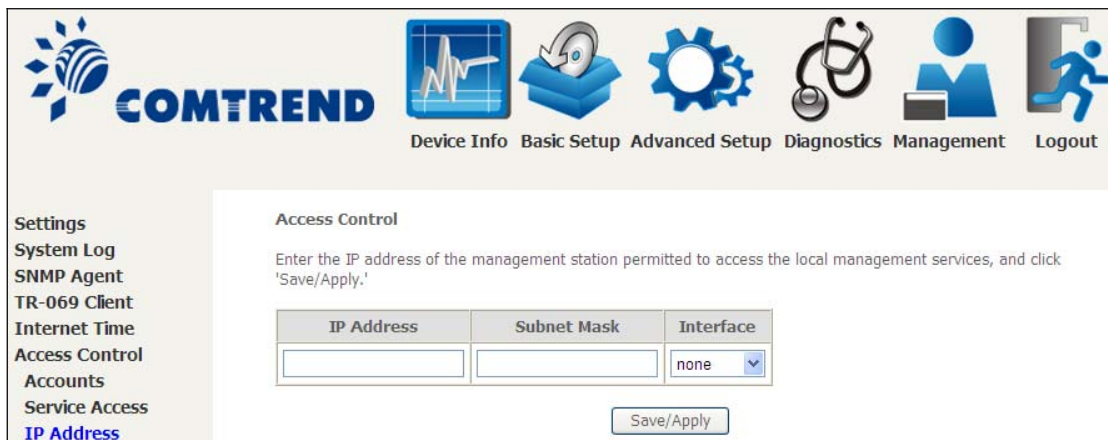 COMTREND
Device Info Basic Setup Advanced Setup Diagnostics Management Logout
Settings
System Log
SNMP Agent
TR-069 Client
Internet Time
Access Control
Accounts
Service Access
IP Address
Access Control
Enter the IP address of the management station permitted to access the local management services, and click
'Save/Apply.'
IP Address Subnet Mask Interface
none
Save/Apply